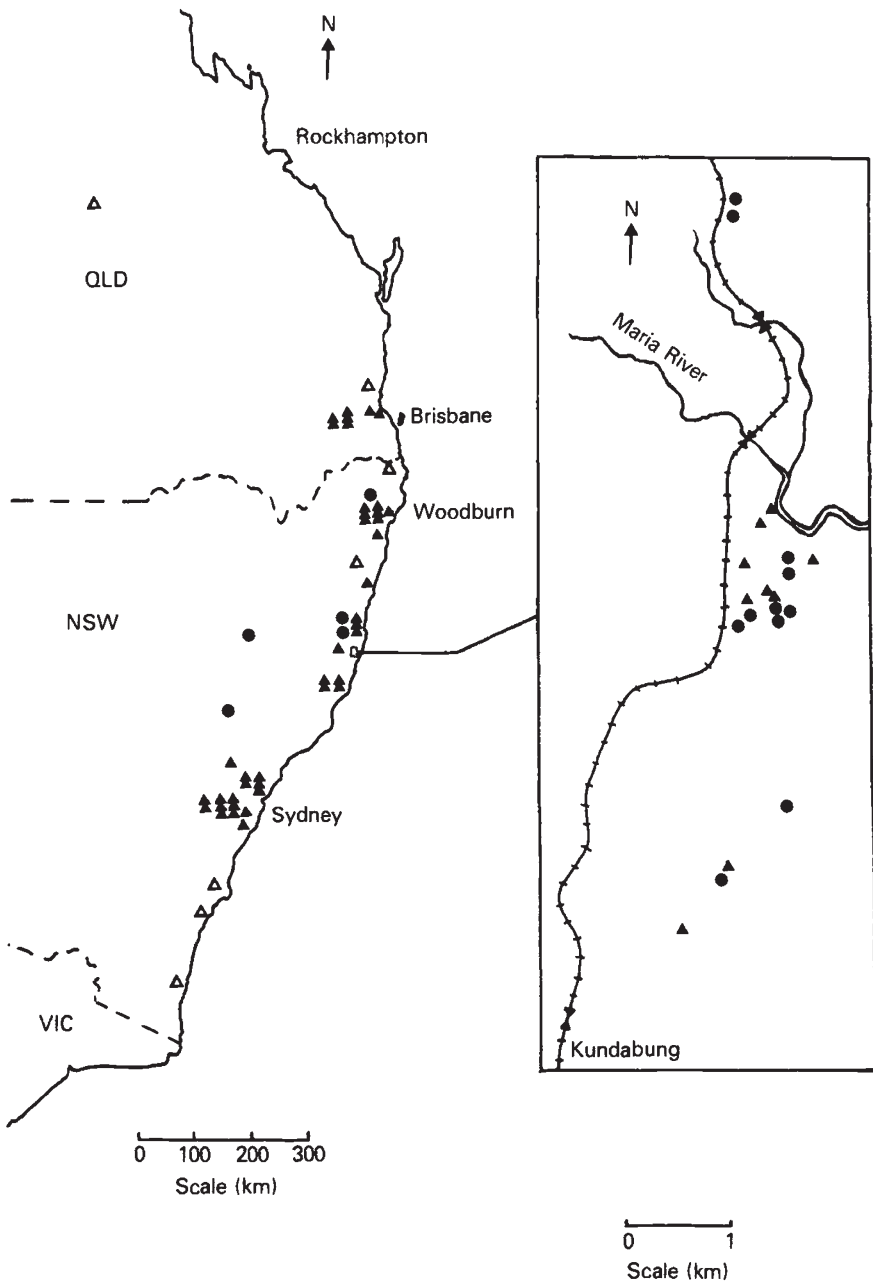 N
Rockhampton
QLD
Brisbane
Woodburn
NSW
Sydney
VIC
0 100 200 300
Scale (km)
N
Maria River
Kundabung
0 1
Scale (km)